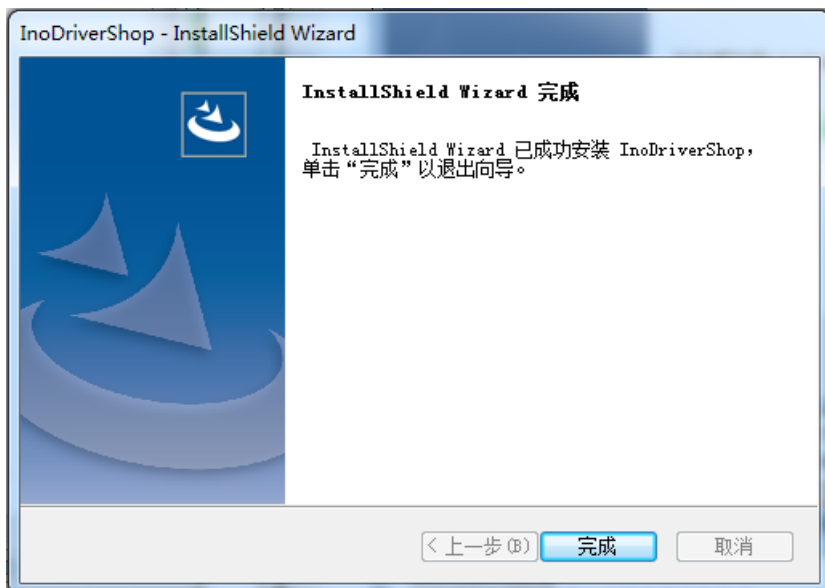 InoDriverShop - InstallShield Wizard
InstallShield Wizard 完成
InstallShield Wizard 已成功安装 InoDriverShop，
单击“完成”以退出向导。
< 上一步(B)
完成
取消